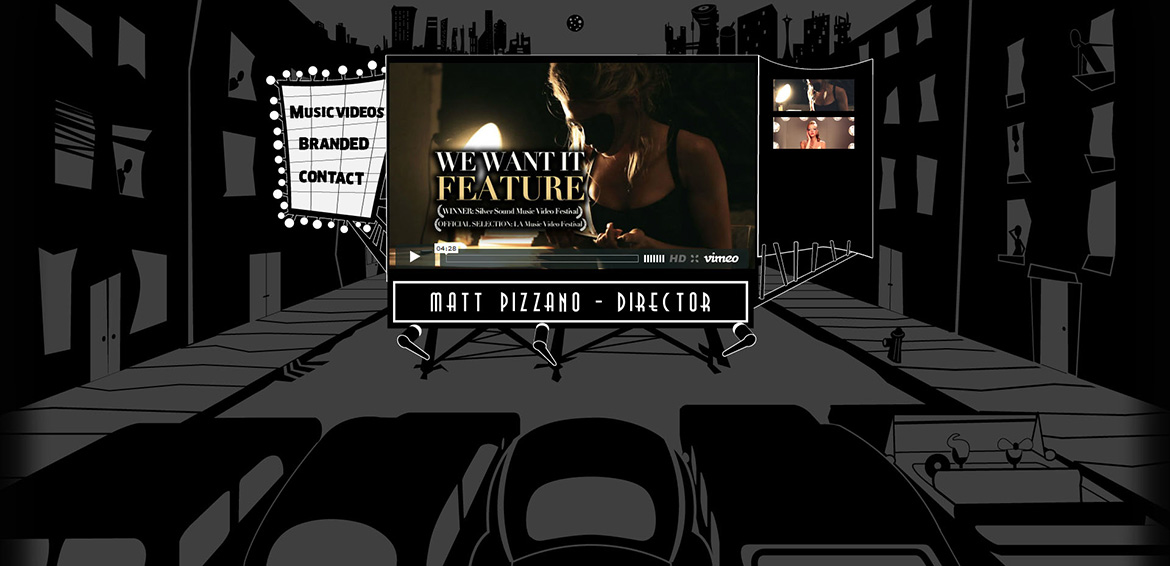 MUSIC VIDEOS
BRANDED
CONTACT
WE WANT IT
FEATURE
(WINNER: Silver Sound Music Video Festival)
(OFFICIAL SELECTION: LA Music Video Festival)
04:28
HD
vimeo
MATT PIZZANO - DIRECTOR